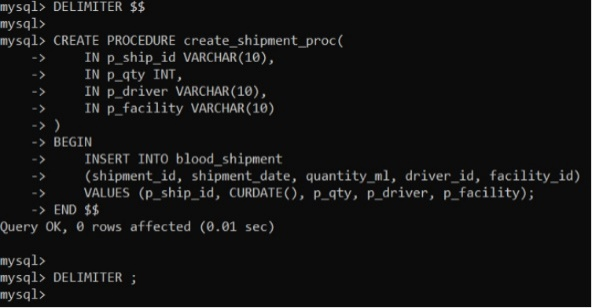 mysql> DELIMITER $$
mysql>
mysql> CREATE PROCEDURE create_shipment_proc(
    ->     IN p_ship_id VARCHAR(10),
    ->     IN p_qty INT,
    ->     IN p_driver VARCHAR(10),
    ->     IN p_facility VARCHAR(10)
    -> )
    -> BEGIN
    ->     INSERT INTO blood_shipment
    ->     (shipment_id, shipment_date, quantity_ml, driver_id, facility_id)
    ->     VALUES (p_ship_id, CURDATE(), p_qty, p_driver, p_facility);
    -> END $$
Query OK, 0 rows affected (0.01 sec)
mysql>
mysql> DELIMITER ;
mysql>